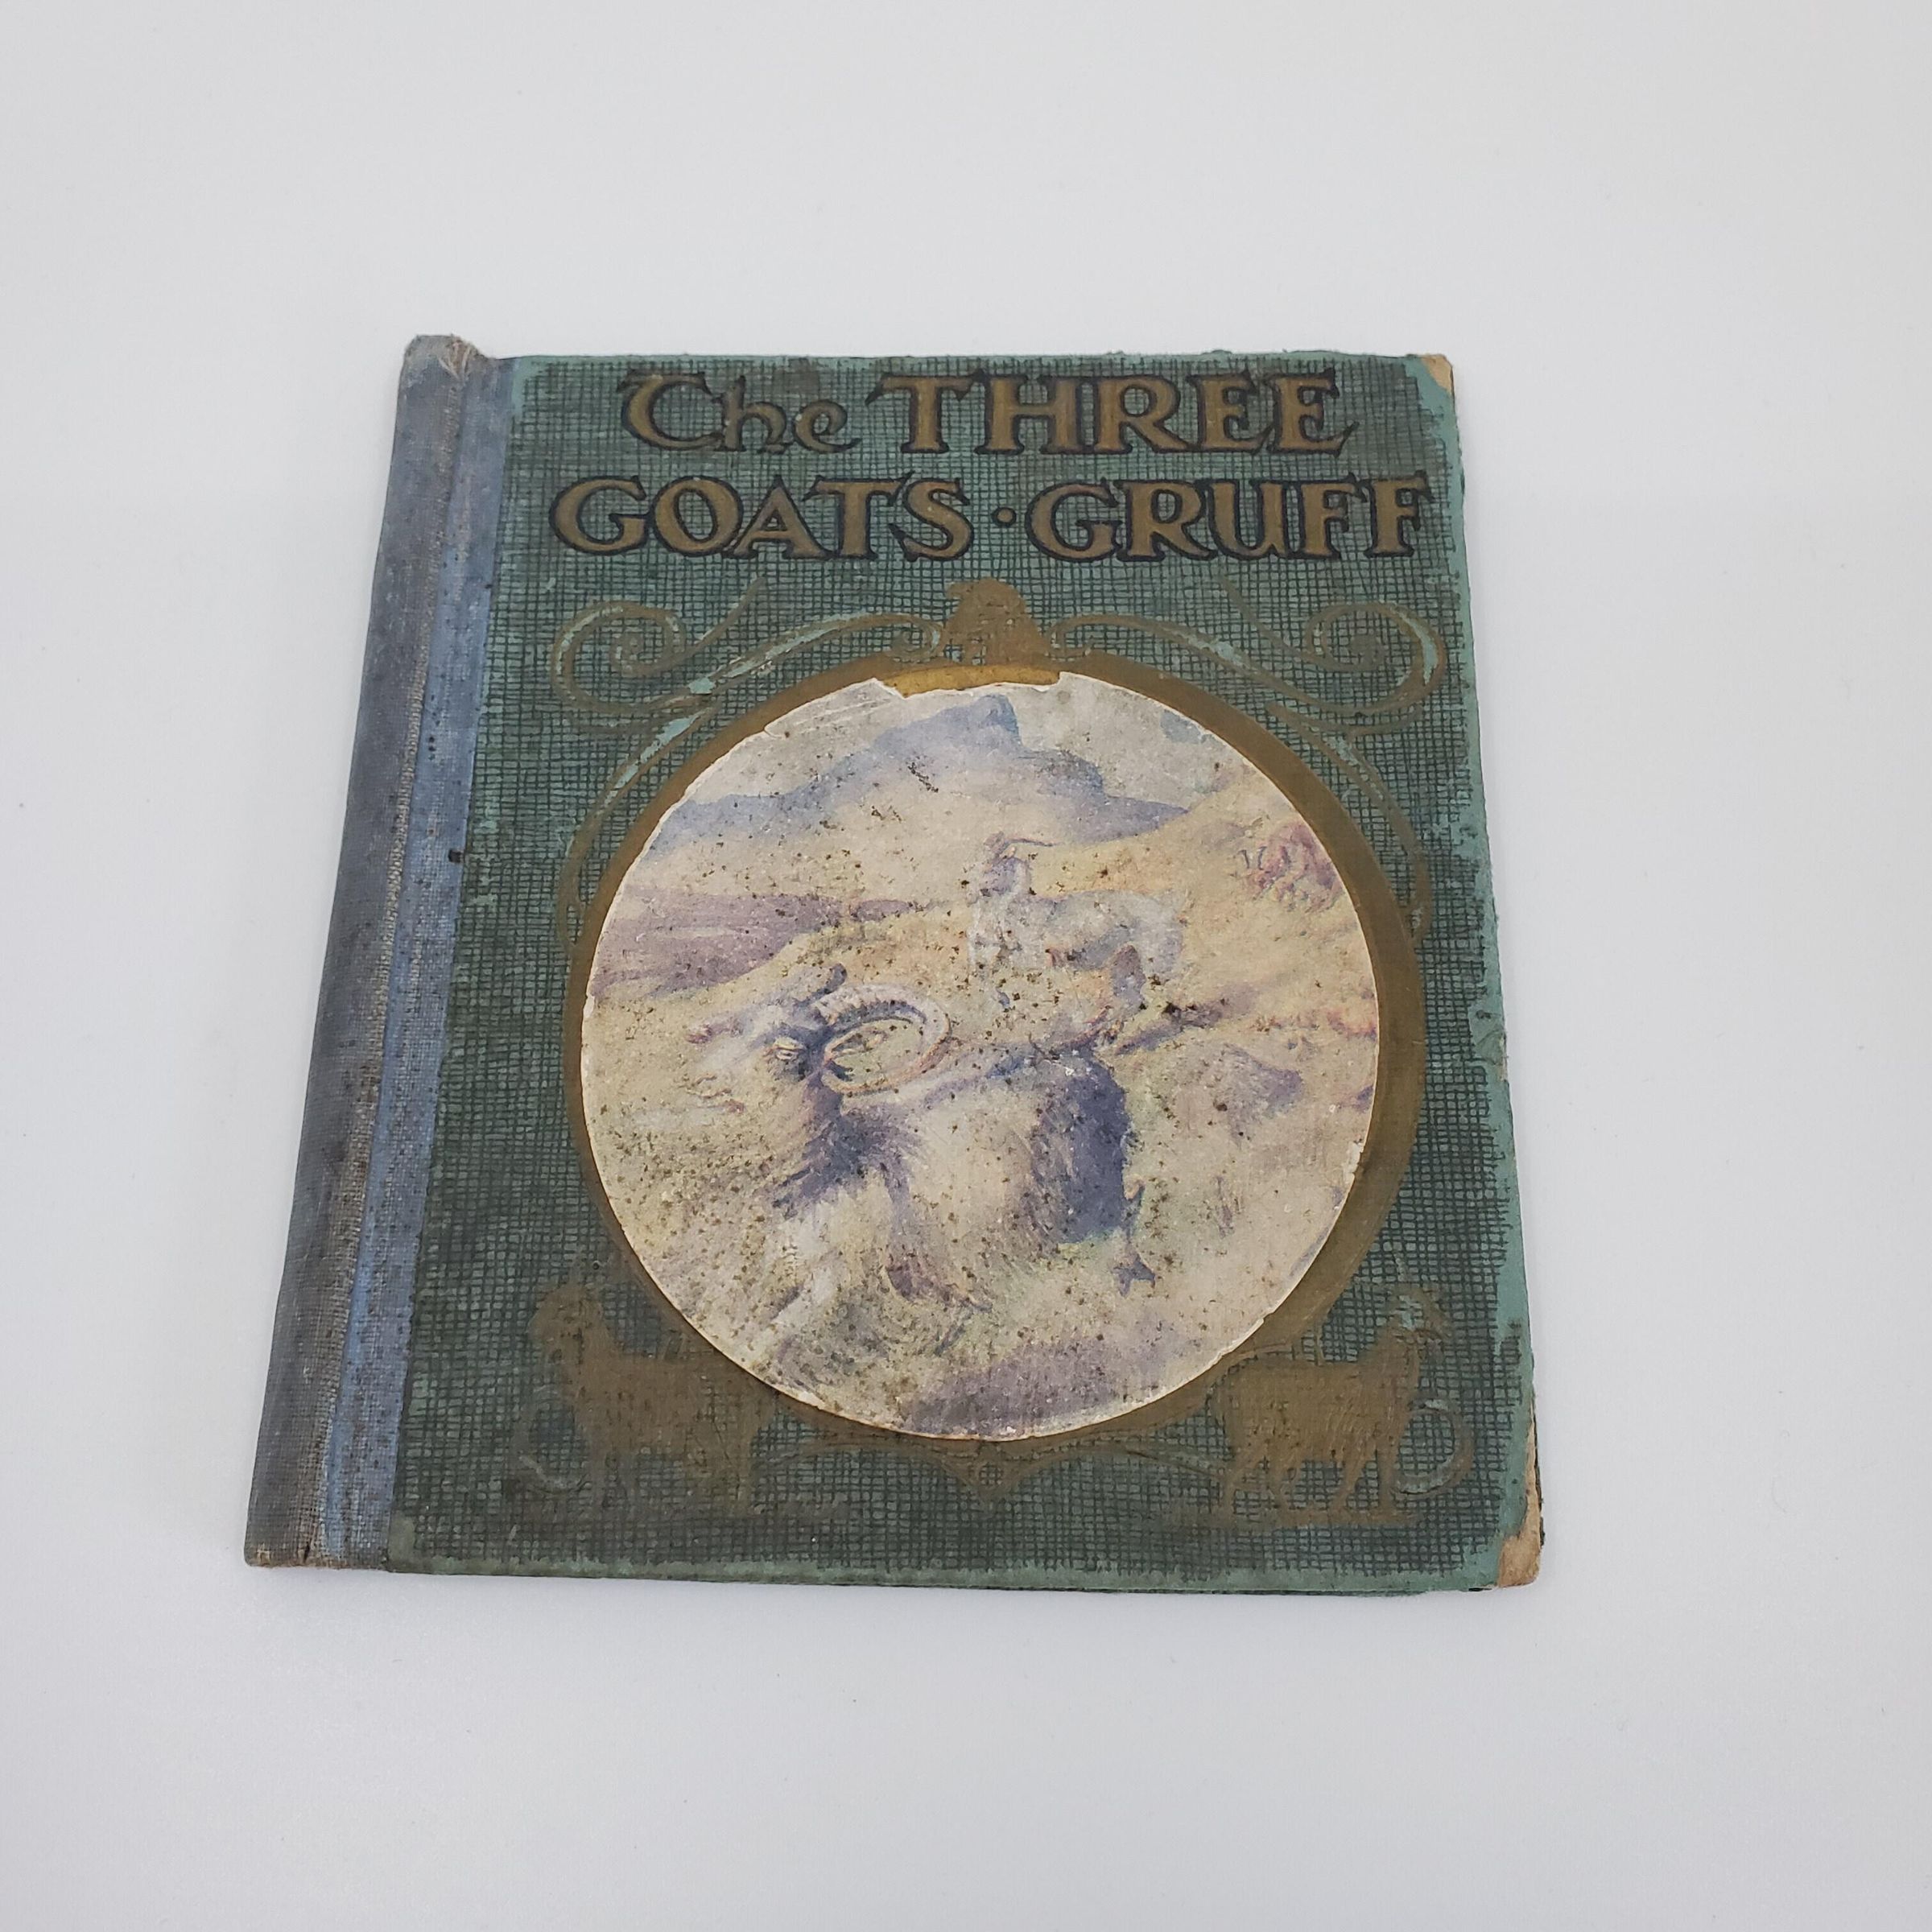 The THREE
GOATS · GRUFF